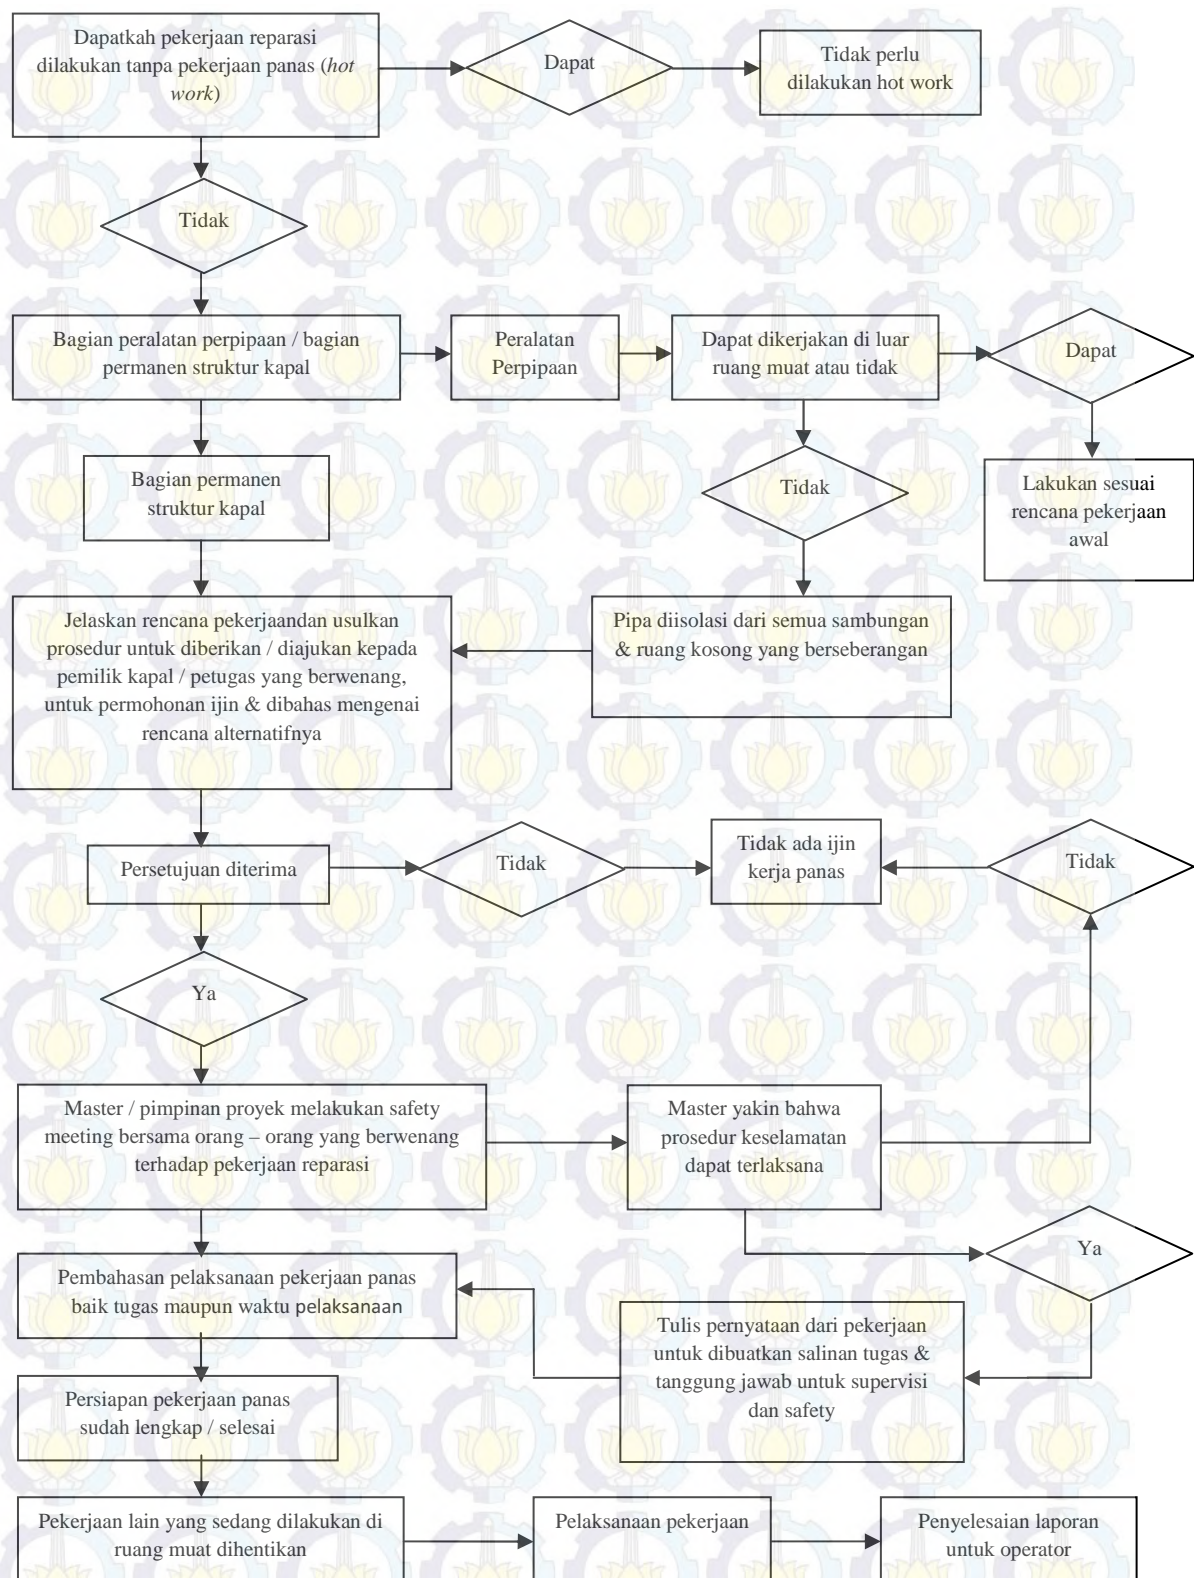 Dapatkah pekerjaan reparasi
dilakukan tanpa pekerjaan panas (hot
work)
Dapat
Tidak perlu
dilakukan hot work
Tidak
Bagian peralatan perpipaan / bagian
permanen struktur kapal
Peralatan
Perpipaan
Dapat dikerjakan di luar
ruang muat atau tidak
Dapat
Bagian permanen
struktur kapal
Tidak
Lakukan sesuai
rencana pekerjaan
awal
Jelaskan rencana pekerjaandan usulkan
prosedur untuk diberikan / diajukan kepada
pemilik kapal / petugas yang berwenang,
untuk permohonan ijin & dibahas mengenai
rencana alternatifnya
Pipa diisolasi dari semua sambungan
& ruang kosong yang berseberangan
Persetujuan diterima
Tidak
Tidak ada ijin
kerja panas
Tidak
Ya
Master / pimpinan proyek melakukan safety
meeting bersama orang – orang yang berwenang
terhadap pekerjaan reparasi
Master yakin bahwa
prosedur keselamatan
dapat terlaksana
Ya
Pembahasan pelaksanaan pekerjaan panas
baik tugas maupun waktu pelaksanaan
Tulis pernyataan dari pekerjaan
untuk dibuatkan salinan tugas &
tanggung jawab untuk supervisi
dan safety
Persiapan pekerjaan panas
sudah lengkap / selesai
Pekerjaan lain yang sedang dilakukan di
ruang muat dihentikan
Pelaksanaan pekerjaan
Penyelesaian laporan
untuk operator